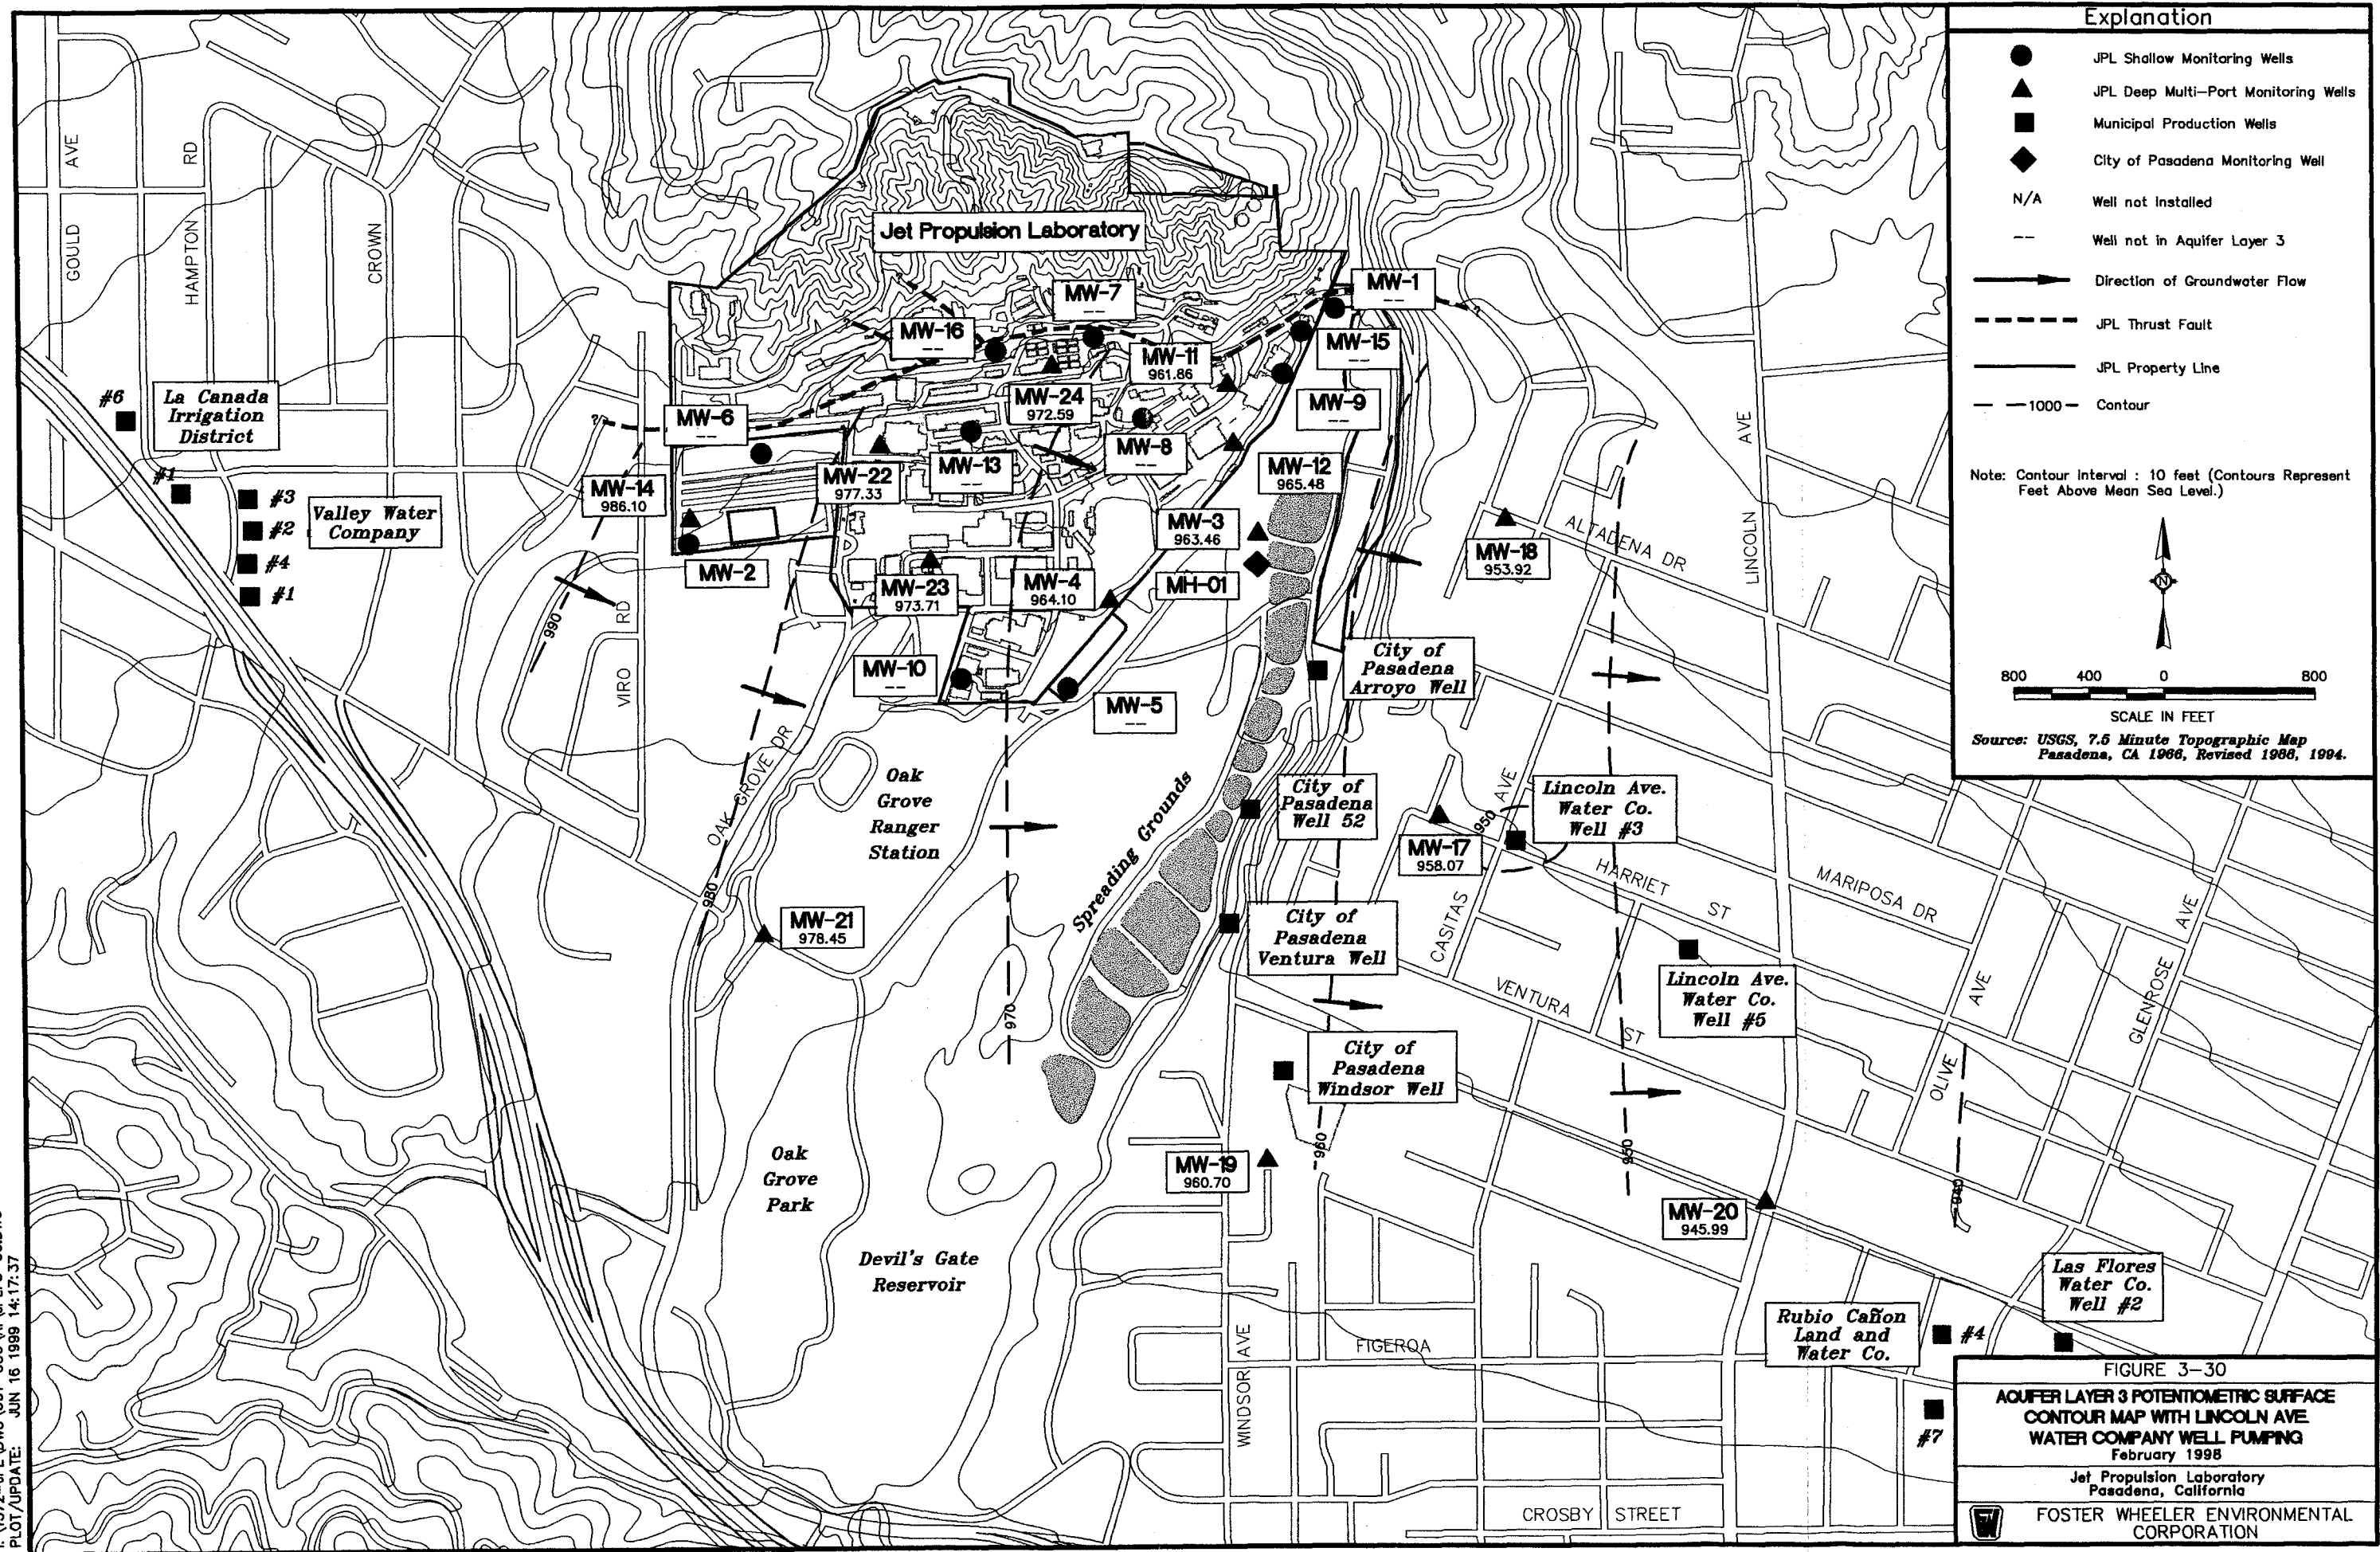 Explanation
JPL Shallow Monitoring Wells
JPL Deep Multi-Port Monitoring Wells
Municipal Production Wells
City of Pasadena Monitoring Well
N/A Well not Installed
-- Well not in Aquifer Layer 3
Direction of Groundwater Flow
JPL Thrust Fault
JPL Property Line
1000 Contour
Note: Contour Interval : 10 feet (Contours Represent
Feet Above Mean Sea Level.)
N
800 400 0 800
SCALE IN FEET
Source: USGS, 7.5 Minute Topographic Map
Pasadena, CA 1966, Revised 1988, 1994.
GOULD AVE
HAMPTON RD
CROWN
Jet Propulsion Laboratory
?
?
MW-7
--
MW-1
--
?
MW-16
--
MW-11
961.86
MW-15
--
#6
La Canada
Irrigation
District
?
MW-6
--
MW-24
972.59
MW-9
--
MW-8
--
MW-12
965.48
#1
#3
#2
#4
#1
Valley Water
Company
MW-14
986.10
MW-22
977.33
MW-13
--
MW-3
963.46
MW-18
953.92
ALTADENA DR
LINCOLN AVE
MW-2
MW-23
973.71
MW-4
964.10
MH-01
990
VIRO RD
MW-10
--
MW-5
--
City of
Pasadena
Arroyo Well
OAK GROVE DR
Oak
Grove
Ranger
Station
Spreading Grounds
City of
Pasadena
Well 52
CASITAS AVE
950
Lincoln Ave.
Water Co.
Well #3
MW-17
958.07
HARRIET ST
MARIPOSA DR
980
MW-21
978.45
City of
Pasadena
Ventura Well
VENTURA ST
Lincoln Ave.
Water Co.
Well #5
OLIVE AVE
GLENROSE AVE
970
City of
Pasadena
Windsor Well
960
950
940
Oak
Grove
Park
MW-19
960.70
MW-20
945.99
Devil's Gate
Reservoir
WINDSOR AVE
FIGEROA
Rubio Cañon
Land and
Water Co.
#4
Las Flores
Water Co.
Well #2
#7
CROSBY STREET
FIGURE 3-30
AQUIFER LAYER 3 POTENTIOMETRIC SURFACE
CONTOUR MAP WITH LINCOLN AVE.
WATER COMPANY WELL PUMPING
February 1998
Jet Propulsion Laboratory
Pasadena, California
FOSTER WHEELER ENVIRONMENTAL
CORPORATION
PLOT/UPDATE: JUN 16 1999 14:17:37